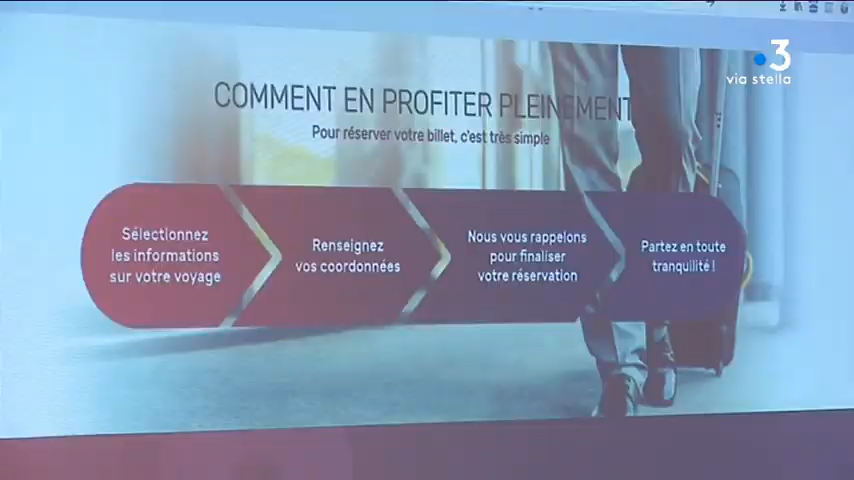 3
via stella
COMMENT EN PROFITER PLEINEMENT
Pour réserver votre billet, c'est très simple
Sélectionnez
les informations
sur votre voyage
Renseignez
vos coordonnées
Nous vous rappelons
pour finaliser
votre réservation
Partez en toute
tranquilité !